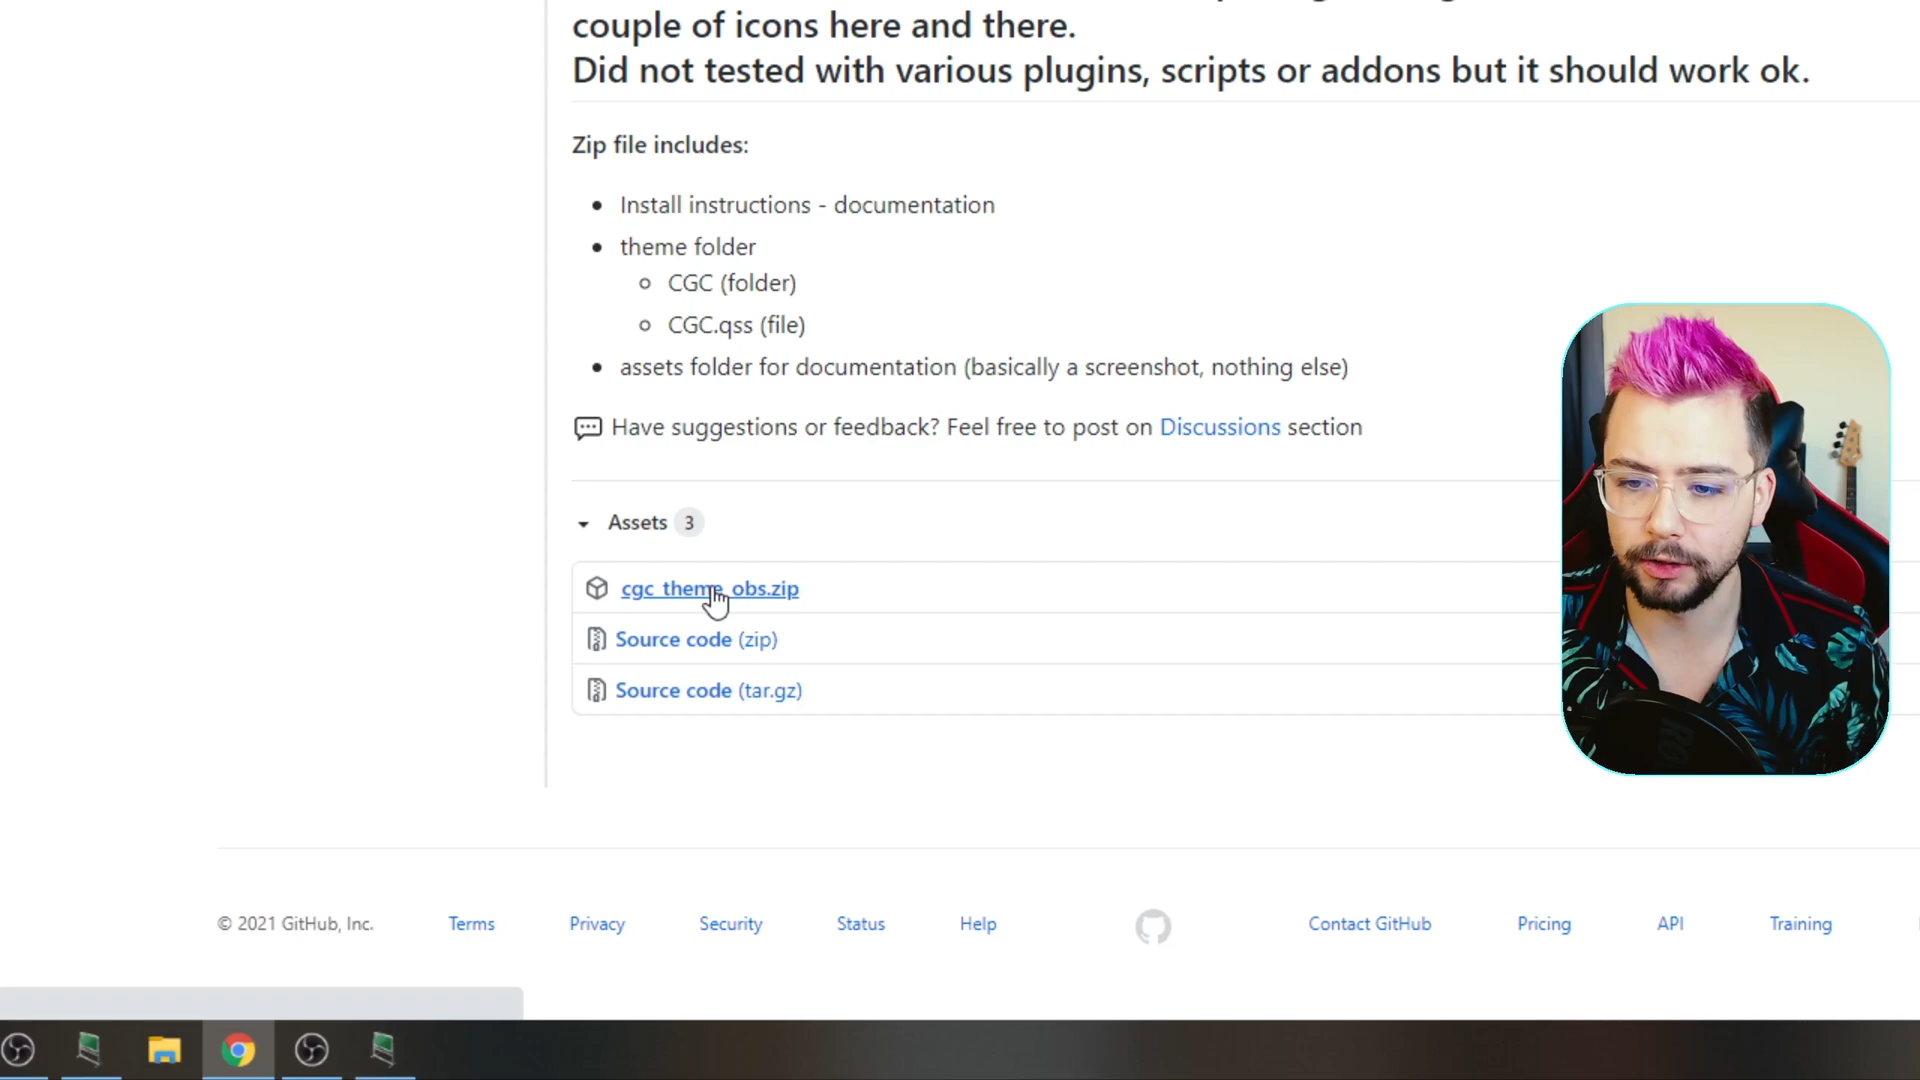 couple of icons here and there.
Did not tested with various plugins, scripts or addons but it should work ok.
Zip file includes:
Install instructions - documentation
theme folder
CGC (folder)
CGC.qss (file)
assets folder for documentation (basically a screenshot, nothing else)
Have suggestions or feedback? Feel free to post on Discussions section
Assets 3
cgc_theme_obs.zip
Source code (zip)
Source code (tar.gz)
© 2021 GitHub, Inc. Terms Privacy Security Status Help Contact GitHub Pricing API Training